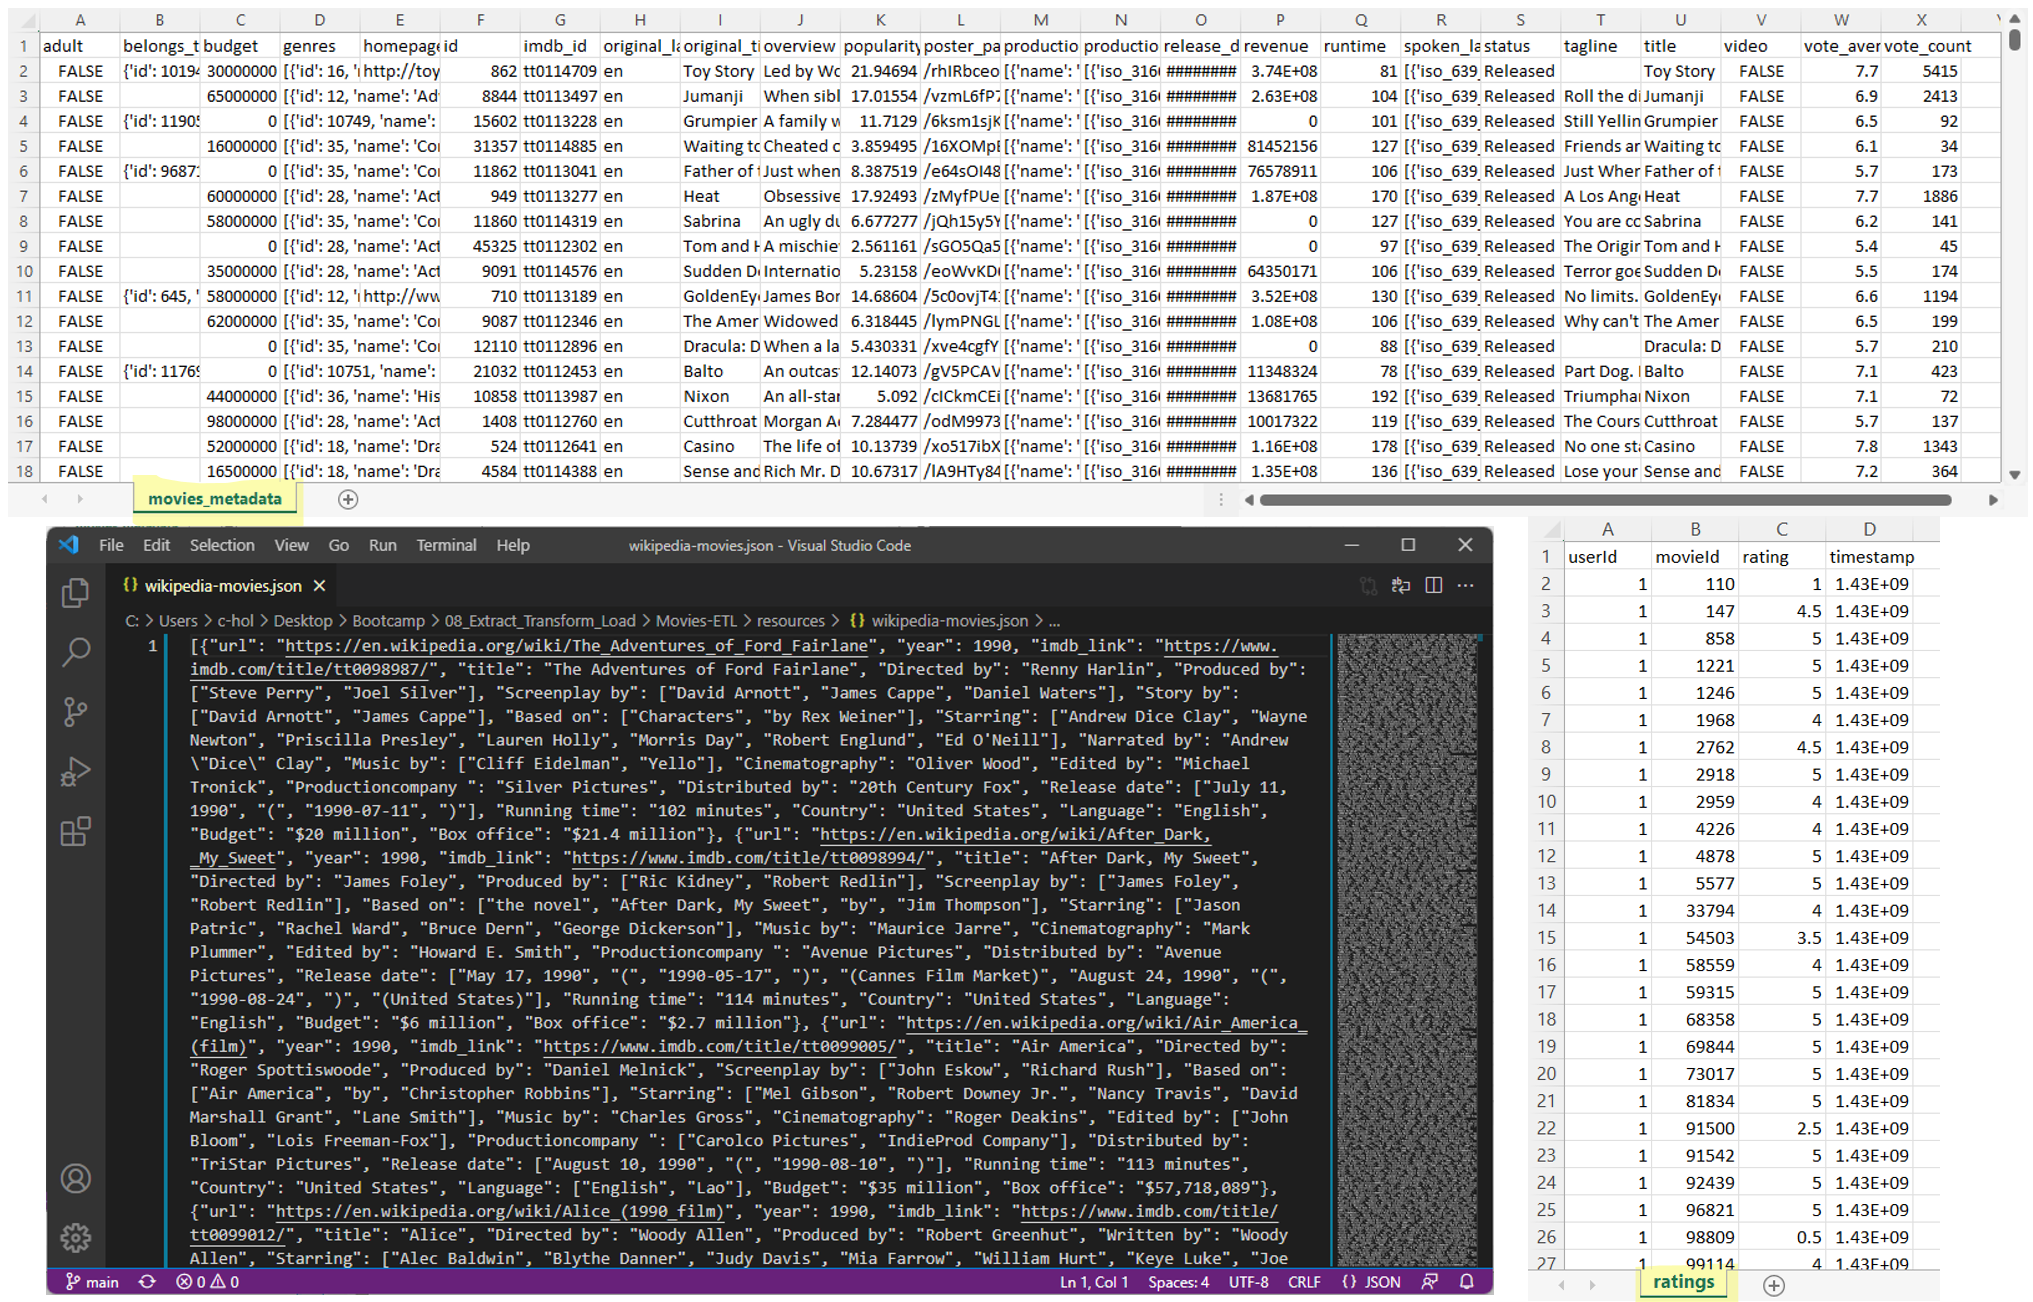 A B C D E F G H I J K L M N O P Q R S T U V W X
1 adult belongs_t budget genres homepage id imdb_id original_la original_ti overview popularity poster_pa productio productio release_d revenue runtime spoken_la status tagline title video vote_aver vote_count
2 FALSE {'id': 10194 30000000 [{'id': 16, 'r http://toy 862 tt0114709 en Toy Story Led by Wo 21.94694 /rhIRbceo [{'name': ' [{'iso_316 ######## 3.74E+08 81 [{'iso_639_ Released Toy Story FALSE 7.7 5415
3 FALSE 65000000 [{'id': 12, 'name': 'Ad 8844 tt0113497 en Jumanji When sibl 17.01554 /vzmL6fP7 [{'name': ' [{'iso_316 ######## 2.63E+08 104 [{'iso_639_ Released Roll the di Jumanji FALSE 6.9 2413
4 FALSE {'id': 11905 0 [{'id': 10749, 'name': 15602 tt0113228 en Grumpier A family w 11.7129 /6ksm1sjK [{'name': ' [{'iso_316 ######## 0 101 [{'iso_639_ Released Still Yellin Grumpier FALSE 6.5 92
5 FALSE 16000000 [{'id': 35, 'name': 'Co 31357 tt0114885 en Waiting to Cheated o 3.859495 /16XOMpE [{'name': ' [{'iso_316 ######## 81452156 127 [{'iso_639_ Released Friends ar Waiting to FALSE 6.1 34
6 FALSE {'id': 96871 0 [{'id': 35, 'name': 'Co 11862 tt0113041 en Father of Just when 8.387519 /e64sOI48 [{'name': ' [{'iso_316 ######## 76578911 106 [{'iso_639_ Released Just Wher Father of FALSE 5.7 173
7 FALSE 60000000 [{'id': 28, 'name': 'Act 949 tt0113277 en Heat Obsessive 17.92493 /zMyfPUe [{'name': ' [{'iso_316 ######## 1.87E+08 170 [{'iso_639_ Released A Los Ang Heat FALSE 7.7 1886
8 FALSE 58000000 [{'id': 35, 'name': 'Co 11860 tt0114319 en Sabrina An ugly du 6.677277 /jQh15y5Y [{'name': ' [{'iso_316 ######## 0 127 [{'iso_639_ Released You are co Sabrina FALSE 6.2 141
9 FALSE 0 [{'id': 28, 'name': 'Act 45325 tt0112302 en Tom and H A mischie 2.561161 /sGO5Qa5 [{'name': ' [{'iso_316 ######## 0 97 [{'iso_639_ Released The Origir Tom and H FALSE 5.4 45
10 FALSE 35000000 [{'id': 28, 'name': 'Act 9091 tt0114576 en Sudden De Internatio 5.23158 /eoWvKD [{'name': ' [{'iso_316 ######## 64350171 106 [{'iso_639_ Released Terror goe Sudden De FALSE 5.5 174
11 FALSE {'id': 645, ' 58000000 [{'id': 12, 'r http://ww 710 tt0113189 en GoldenEye James Bor 14.68604 /5c0ovjT4 [{'name': ' [{'iso_316 ######## 3.52E+08 130 [{'iso_639_ Released No limits. GoldenEye FALSE 6.6 1194
12 FALSE 62000000 [{'id': 35, 'name': 'Co 9087 tt0112346 en The Amer Widowed 6.318445 /lymPNGL [{'name': ' [{'iso_316 ######## 1.08E+08 106 [{'iso_639_ Released Why can't The Amer FALSE 6.5 199
13 FALSE 0 [{'id': 35, 'name': 'Co 12110 tt0112896 en Dracula: D When a la 5.430331 /xve4cgfY [{'name': ' [{'iso_316 ######## 0 88 [{'iso_639_ Released Dracula: D FALSE 5.7 210
14 FALSE {'id': 11769 0 [{'id': 10751, 'name': 21032 tt0112453 en Balto An outcas 12.14073 /gV5PCAV [{'name': ' [{'iso_316 ######## 11348324 78 [{'iso_639_ Released Part Dog. Balto FALSE 7.1 423
15 FALSE 44000000 [{'id': 36, 'name': 'His 10858 tt0113987 en Nixon An all-star 5.092 /cICkmCEi [{'name': ' [{'iso_316 ######## 13681765 192 [{'iso_639_ Released Triumphar Nixon FALSE 7.1 72
16 FALSE 98000000 [{'id': 28, 'name': 'Act 1408 tt0112760 en Cutthroat Morgan Ad 7.284477 /odM9973 [{'name': ' [{'iso_316 ######## 10017322 119 [{'iso_639_ Released The Cours Cutthroat FALSE 5.7 137
17 FALSE 52000000 [{'id': 18, 'name': 'Dra 524 tt0112641 en Casino The life of 10.13739 /xo517ibX [{'name': ' [{'iso_316 ######## 1.16E+08 178 [{'iso_639_ Released No one sta Casino FALSE 7.8 1343
18 FALSE 16500000 [{'id': 18, 'name': 'Dra 4584 tt0114388 en Sense and Rich Mr. D 10.67317 /lA9HTy84 [{'name': ' [{'iso_316 ######## 1.35E+08 136 [{'iso_639_ Released Lose your Sense and FALSE 7.2 364
movies_metadata
File Edit Selection View Go Run Terminal Help wikipedia-movies.json - Visual Studio Code
{} wikipedia-movies.json
C: > Users > c-hol > Desktop > Bootcamp > 08_Extract_Transform_Load > Movies-ETL > resources > {} wikipedia-movies.json > ...
1 [{"url": "https://en.wikipedia.org/wiki/The_Adventures_of_Ford_Fairlane", "year": 1990, "imdb_link": "https://www.
imdb.com/title/tt0098987/", "title": "The Adventures of Ford Fairlane", "Directed by": "Renny Harlin", "Produced by":
["Steve Perry", "Joel Silver"], "Screenplay by": ["David Arnott", "James Cappe", "Daniel Waters"], "Story by":
["David Arnott", "James Cappe"], "Based on": ["Characters", "by Rex Weiner"], "Starring": ["Andrew Dice Clay", "Wayne
Newton", "Priscilla Presley", "Lauren Holly", "Morris Day", "Robert Englund", "Ed O'Neill"], "Narrated by": "Andrew
\"Dice\" Clay", "Music by": ["Cliff Eidelman", "Yello"], "Cinematography": "Oliver Wood", "Edited by": "Michael
Tronick", "Productioncompany ": "Silver Pictures", "Distributed by": "20th Century Fox", "Release date": ["July 11,
1990", "(", "1990-07-11", ")"], "Running time": "102 minutes", "Country": "United States", "Language": "English",
"Budget": "$20 million", "Box office": "$21.4 million"}, {"url": "https://en.wikipedia.org/wiki/After_Dark,
_My_Sweet", "year": 1990, "imdb_link": "https://www.imdb.com/title/tt0098994/", "title": "After Dark, My Sweet",
"Directed by": "James Foley", "Produced by": ["Ric Kidney", "Robert Redlin"], "Screenplay by": ["James Foley",
"Robert Redlin"], "Based on": ["the novel", "After Dark, My Sweet", "by", "Jim Thompson"], "Starring": ["Jason
Patric", "Rachel Ward", "Bruce Dern", "George Dickerson"], "Music by": "Maurice Jarre", "Cinematography": "Mark
Plummer", "Edited by": "Howard E. Smith", "Productioncompany ": "Avenue Pictures", "Distributed by": "Avenue
Pictures", "Release date": ["May 17, 1990", "(", "1990-05-17", ")", "(Cannes Film Market)", "August 24, 1990", "(",
"1990-08-24", ")", "(United States)"], "Running time": "114 minutes", "Country": "United States", "Language":
"English", "Budget": "$6 million", "Box office": "$2.7 million"}, {"url": "https://en.wikipedia.org/wiki/Air_America_
(film)", "year": 1990, "imdb_link": "https://www.imdb.com/title/tt0099005/", "title": "Air America", "Directed by":
"Roger Spottiswoode", "Produced by": "Daniel Melnick", "Screenplay by": ["John Eskow", "Richard Rush"], "Based on":
["Air America", "by", "Christopher Robbins"], "Starring": ["Mel Gibson", "Robert Downey Jr.", "Nancy Travis", "David
Marshall Grant", "Lane Smith"], "Music by": "Charles Gross", "Cinematography": "Roger Deakins", "Edited by": ["John
Bloom", "Lois Freeman-Fox"], "Productioncompany ": ["Carolco Pictures", "IndieProd Company"], "Distributed by":
"TriStar Pictures", "Release date": ["August 10, 1990", "(", "1990-08-10", ")"], "Running time": "113 minutes",
"Country": "United States", "Language": ["English", "Lao"], "Budget": "$35 million", "Box office": "$57,718,089"},
{"url": "https://en.wikipedia.org/wiki/Alice_(1990_film)", "year": 1990, "imdb_link": "https://www.imdb.com/title/
tt0099012/", "title": "Alice", "Directed by": "Woody Allen", "Produced by": "Robert Greenhut", "Written by": "Woody
Allen", "Starring": ["Alec Baldwin", "Blythe Danner", "Judy Davis", "Mia Farrow", "William Hurt", "Keye Luke", "Joe
main 0 0 Ln 1, Col 1 Spaces: 4 UTF-8 CRLF {} JSON
A B C D
1 userId movieId rating timestamp
2 1 110 1 1.43E+09
3 1 147 4.5 1.43E+09
4 1 858 5 1.43E+09
5 1 1221 5 1.43E+09
6 1 1246 5 1.43E+09
7 1 1968 4 1.43E+09
8 1 2762 4.5 1.43E+09
9 1 2918 5 1.43E+09
10 1 2959 4 1.43E+09
11 1 4226 4 1.43E+09
12 1 4878 5 1.43E+09
13 1 5577 5 1.43E+09
14 1 33794 4 1.43E+09
15 1 54503 3.5 1.43E+09
16 1 58559 4 1.43E+09
17 1 59315 5 1.43E+09
18 1 68358 5 1.43E+09
19 1 69844 5 1.43E+09
20 1 73017 5 1.43E+09
21 1 81834 5 1.43E+09
22 1 91500 2.5 1.43E+09
23 1 91542 5 1.43E+09
24 1 92439 5 1.43E+09
25 1 96821 5 1.43E+09
26 1 98809 0.5 1.43E+09
27 1 99114 4 1.43E+09
ratings